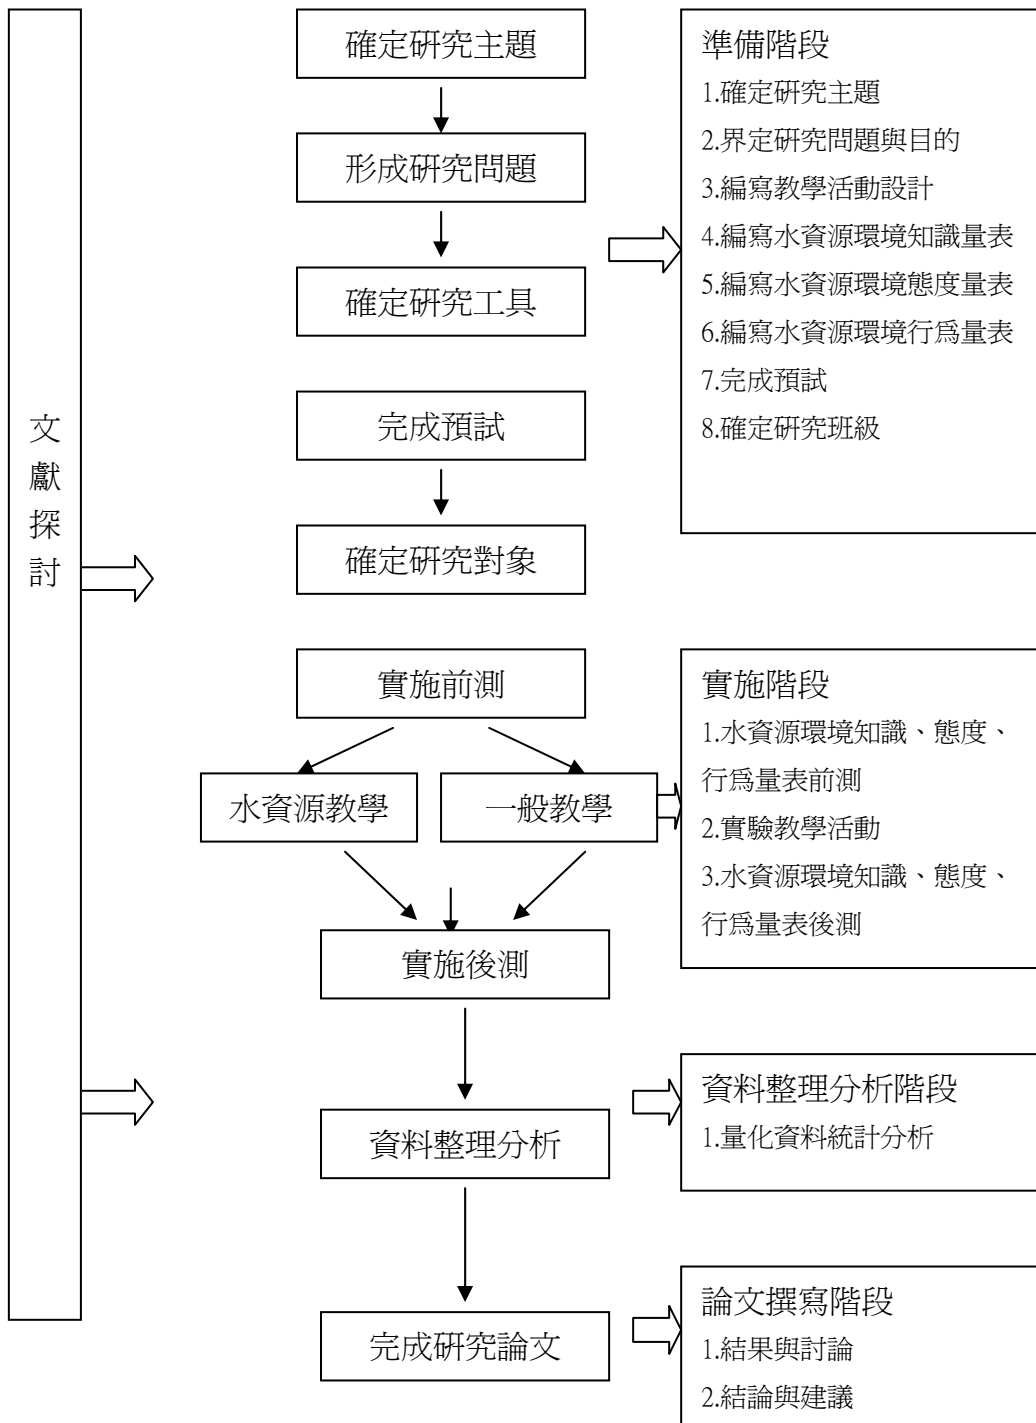 文獻探討
確定研究主題
形成研究問題
確定研究工具
完成預試
確定研究對象
實施前測
水資源教學
一般教學
實施後測
資料整理分析
完成研究論文
準備階段
1.確定研究主題
2.界定研究問題與目的
3.編寫教學活動設計
4.編寫水資源環境知識量表
5.編寫水資源環境態度量表
6.編寫水資源環境行為量表
7.完成預試
8.確定研究班級
實施階段
1.水資源環境知識、態度、
行為量表前測
2.實驗教學活動
3.水資源環境知識、態度、
行為量表後測
資料整理分析階段
1.量化資料統計分析
論文撰寫階段
1.結果與討論
2.結論與建議